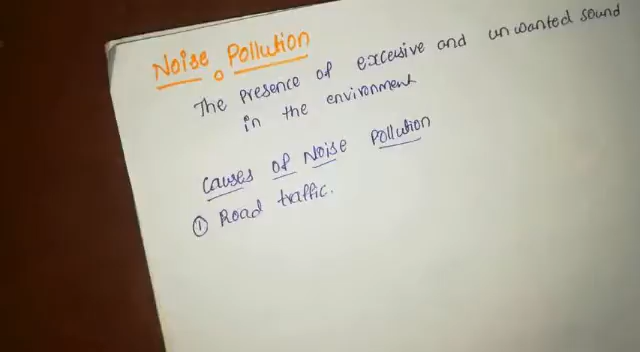 Noise Pollution
The presence of excessive and unwanted sound
in the environment
Causes of Noise Pollution
① Road traffic.